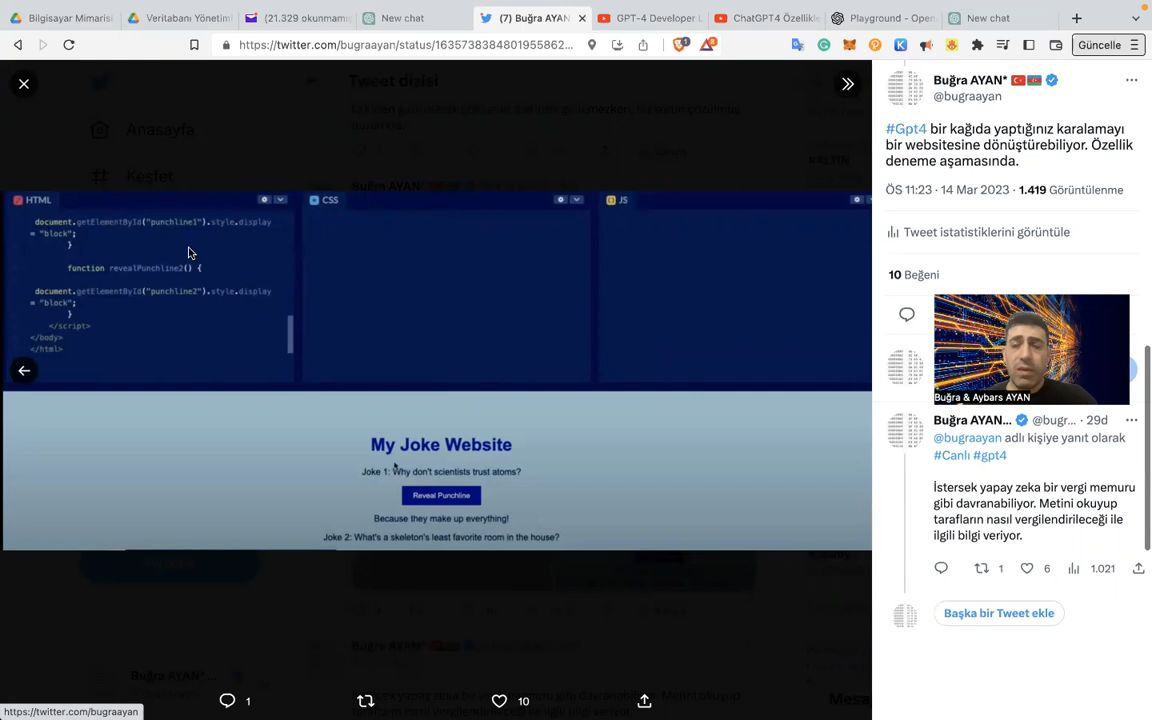 Bilgisayar Mimarisi
Veritabanı Yönetimi
(21.329 okunmamış
New chat
(7) Buğra AYAN
GPT-4 Developer L
ChatGPT4 Özellikle
Playground - Open
New chat
https://twitter.com/bugraayan/status/1635738384801955862...
Güncelle
Tweet dizisi
Anasayfa
Keşfet
HTML
CSS
JS
document.getElementById("punchline1").style.display
= "block";
}
function revealPunchline2() {
document.getElementById("punchline2").style.display
= "block";
}
</script>
</body>
</html>
My Joke Website
Joke 1: Why don't scientists trust atoms?
Reveal Punchline
Because they make up everything!
Joke 2: What's a skeleton's least favorite room in the house?
1
10
https://twitter.com/bugraayan
Buğra AYAN*
@bugraayan
#Gpt4 bir kağıda yaptığınız karalamayı
bir websitesine dönüştürebiliyor. Özellik
deneme aşamasında.
ÖS 11:23 · 14 Mar 2023 · 1.419 Görüntülenme
Tweet istatistiklerini görüntüle
10 Beğeni
Buğra & Aybars AYAN
Buğra AYAN... @bugr... · 29d
@bugraayan adlı kişiye yanıt olarak
#Canlı #gpt4
İstersek yapay zeka bir vergi memuru
gibi davranabiliyor. Metini okuyup
tarafların nasıl vergilendirileceği ile
ilgili bilgi veriyor.
1
6
1.021
Başka bir Tweet ekle